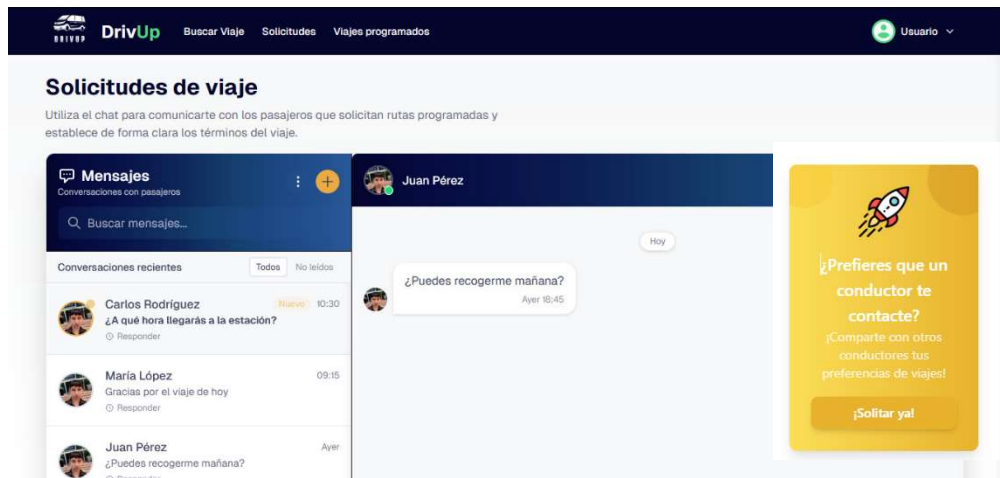 DRIVUP
DrivUp
Buscar Viaje Solicitudes Viajes programados
Usuario
Solicitudes de viaje
Utiliza el chat para comunicarte con los pasajeros que solicitan rutas programadas y
establece de forma clara los términos del viaje.
Mensajes
Conversaciones con pasajeros
Buscar mensajes...
Conversaciones recientes Todos No leídos
Carlos Rodríguez Nuevo 10:30
¿A qué hora llegarás a la estación?
Responder
María López 09:15
Gracias por el viaje de hoy
Responder
Juan Pérez Ayer
¿Puedes recogerme mañana?
Responder
Juan Pérez
Hoy
¿Puedes recogerme mañana?
Ayer 18:45
¿Prefieres que un
conductor te
contacte?
¡Comparte con otros
conductores tus
preferencias de viajes!
¡Solitar ya!